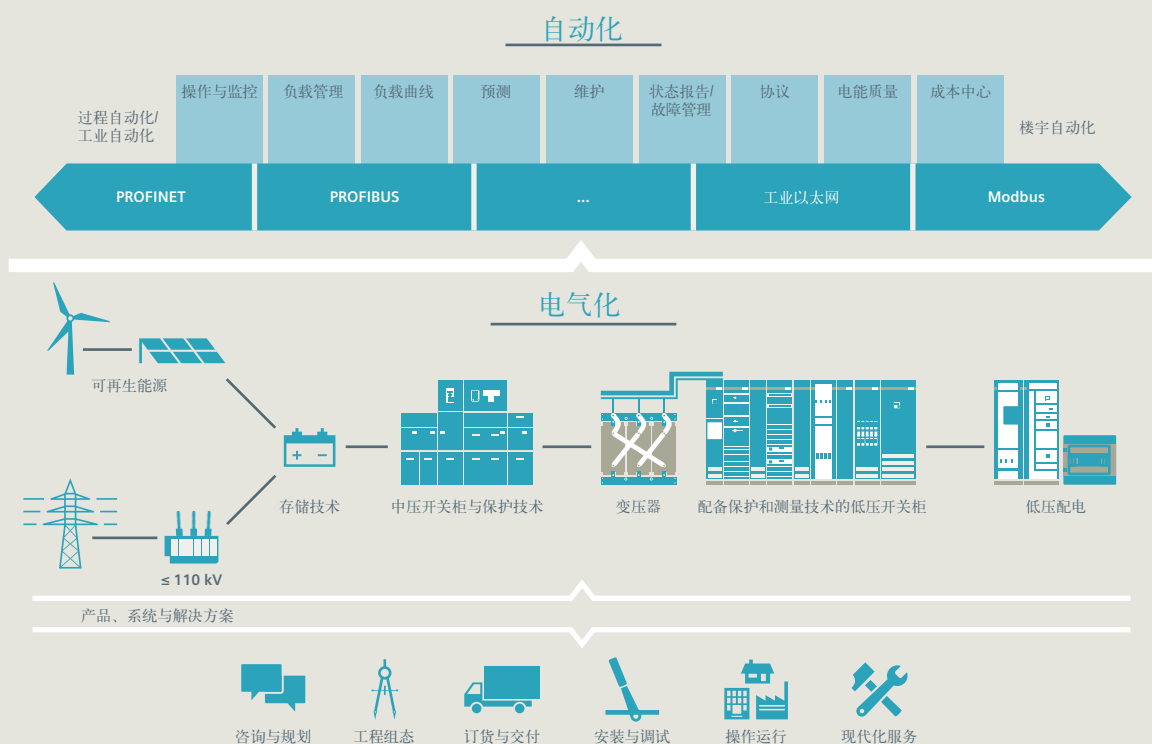 自动化
操作与监控
负载管理
负载曲线
预测
维护
状态报告/
故障管理
协议
电能质量
成本中心
过程自动化/
工业自动化
楼宇自动化
PROFINET
PROFIBUS
...
工业以太网
Modbus
电气化
可再生能源
存储技术
中压开关柜与保护技术
变压器
配备保护和测量技术的低压开关柜
低压配电
≤ 110 kV
产品、系统与解决方案
咨询与规划
工程组态
订货与交付
安装与调试
操作运行
现代化服务